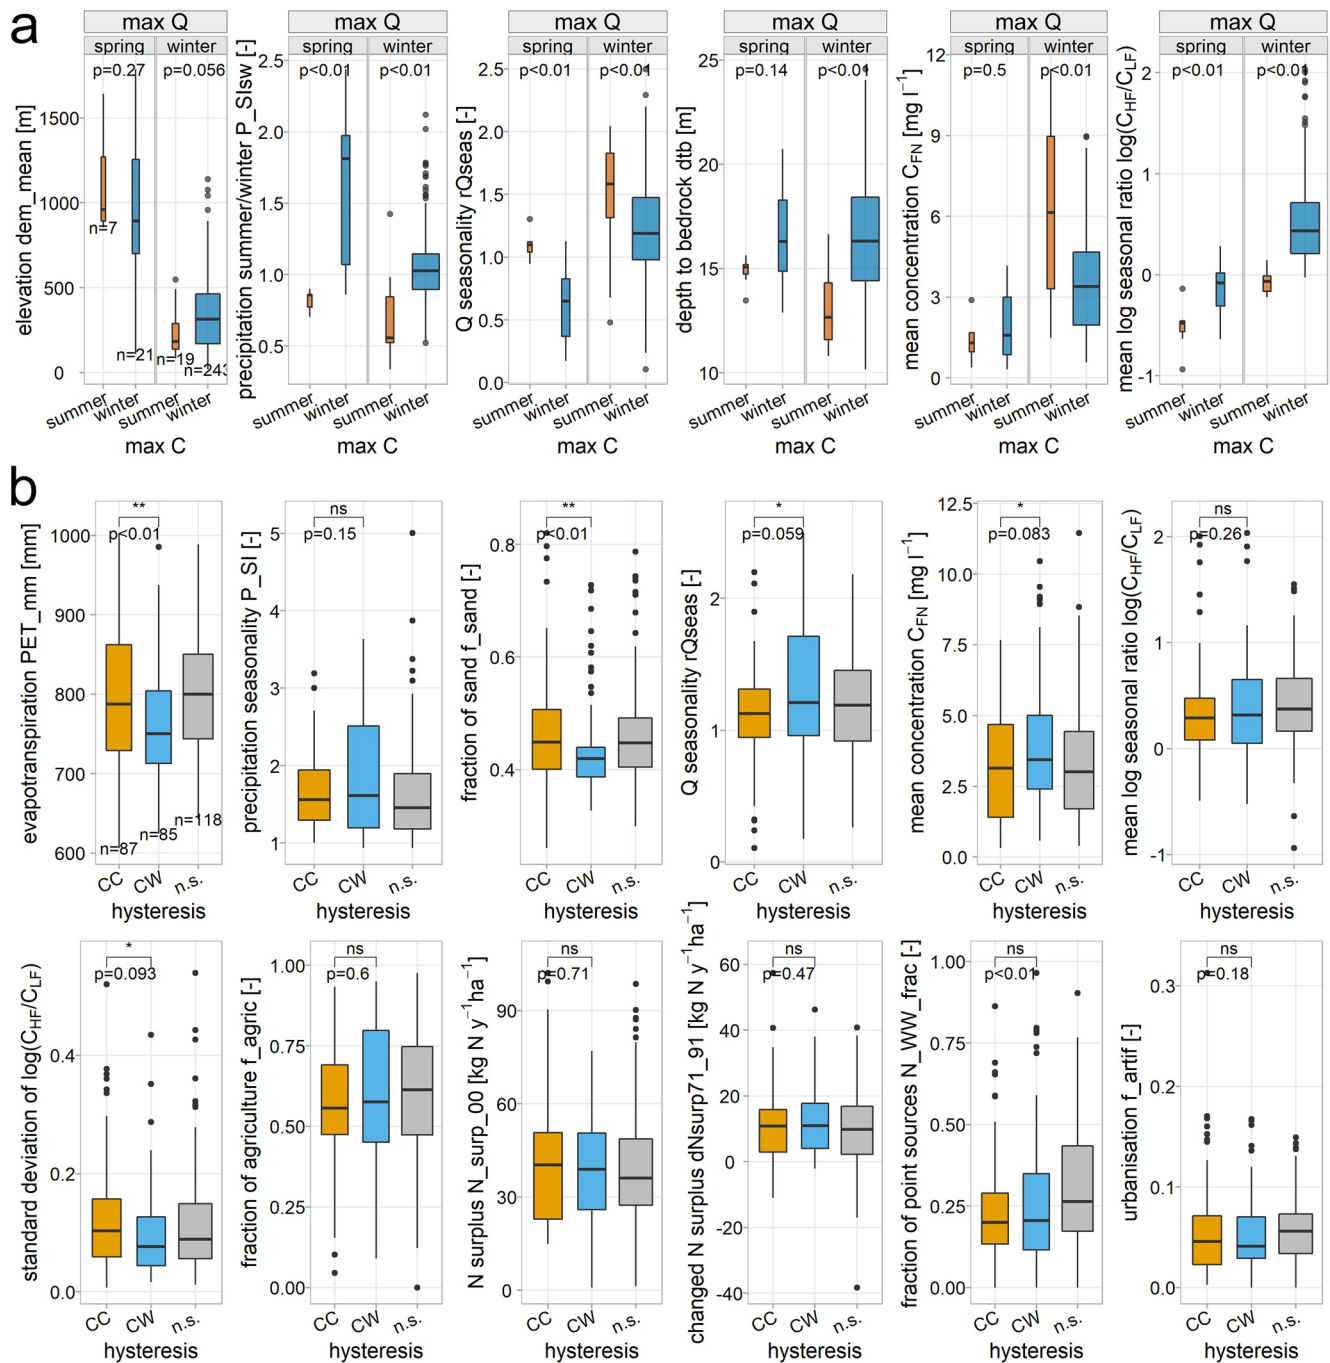 a
max Q
max Q
max Q
max Q
max Q
max Q
spring winter
spring winter
spring winter
spring winter
spring winter
spring winter
elevation dem_mean [m]
p=0.27 p=0.056
1500
1000
500
0
n=7
n=21
n=19
n=243
summer winter summer winter
max C
precipitation summer/winter P_SIsw [-]
p<0.01 p<0.01
2.0
1.5
1.0
0.5
summer winter summer winter
max C
Q seasonality rQseas [-]
p<0.01 p<0.01
2.5
2.0
1.5
1.0
0.5
0.0
summer winter summer winter
max C
depth to bedrock dtb [m]
p=0.14 p<0.01
25
20
15
10
summer winter summer winter
max C
mean concentration C_FN [mg l⁻¹]
p=0.5 p<0.01
12
9
6
3
0
summer winter summer winter
max C
mean log seasonal ratio log(C_HF/C_LF)
p<0.01 p<0.01
2
1
0
-1
summer winter summer winter
max C
b
evapotranspiration PET_mm [mm]
**
p<0.01
1000
900
800
700
600
n=87
n=85
n=118
CC CW n.s.
hysteresis
precipitation seasonality P_SI [-]
ns
p=0.15
5
4
3
2
1
CC CW n.s.
hysteresis
fraction of sand f_sand [-]
**
p<0.01
0.8
0.6
0.4
CC CW n.s.
hysteresis
Q seasonality rQseas [-]
*
p=0.059
2
1
0
CC CW n.s.
hysteresis
mean concentration C_FN [mg l⁻¹]
*
p=0.083
12.5
10.0
7.5
5.0
2.5
0.0
CC CW n.s.
hysteresis
mean log seasonal ratio log(C_HF/C_LF)
ns
p=0.26
2
1
0
-1
CC CW n.s.
hysteresis
standard deviation of log(C_HF/C_LF)
*
p=0.093
0.4
0.2
0.0
CC CW n.s.
hysteresis
fraction of agriculture f_agric [-]
ns
p=0.6
1.00
0.75
0.50
0.25
0.00
CC CW n.s.
hysteresis
N surplus N_surp_00 [kg N y⁻¹ha⁻¹]
ns
p=0.71
90
60
30
0
CC CW n.s.
hysteresis
changed N surplus dNsurp71_91 [kg N y⁻¹ha⁻¹]
ns
p=0.47
60
40
20
0
-20
-40
CC CW n.s.
hysteresis
fraction of point sources N_WW_frac [-]
ns
p<0.01
1.00
0.75
0.50
0.25
0.00
CC CW n.s.
hysteresis
urbanisation f_artif [-]
ns
p=0.18
0.3
0.2
0.1
0.0
CC CW n.s.
hysteresis